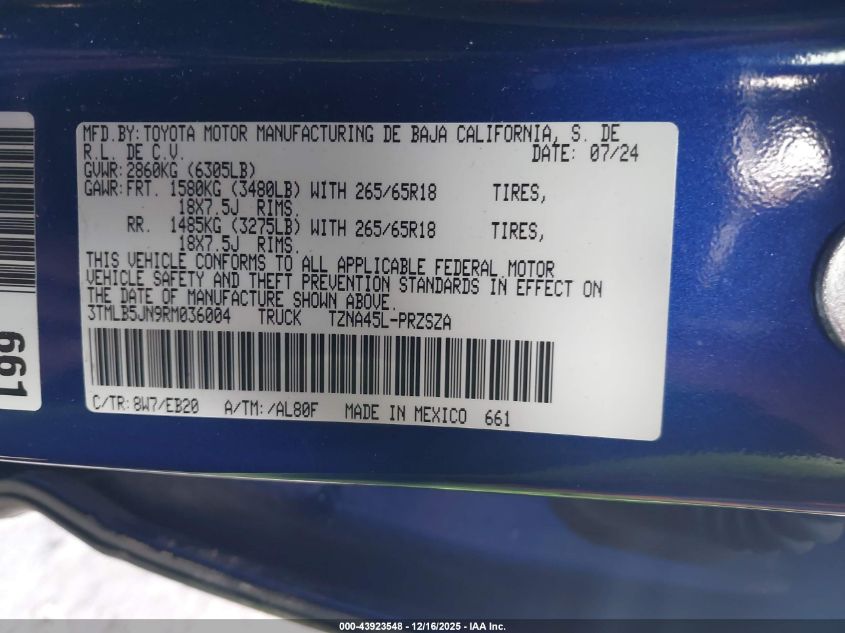 MFD.BY: TOYOTA MOTOR MANUFACTURING DE BAJA CALIFORNIA, S. DE
R.L. DE C.V. DATE: 07/24
GVWR: 2860KG (6305LB)
GAWR: FRT. 1580KG (3480LB) WITH 265/65R18 TIRES,
18X7.5J RIMS.
RR. 1485KG (3275LB) WITH 265/65R18 TIRES,
18X7.5J RIMS.
THIS VEHICLE CONFORMS TO ALL APPLICABLE FEDERAL MOTOR
VEHICLE SAFETY AND THEFT PREVENTION STANDARDS IN EFFECT ON
THE DATE OF MANUFACTURE SHOWN ABOVE.
3TMLB5JN9RM036004 TRUCK TZNA45L-PRZSZA
C/TR: 8W7/EB20 A/TM: /AL80F MADE IN MEXICO 661
661
000-43923548 - 12/16/2025 - IAA Inc.